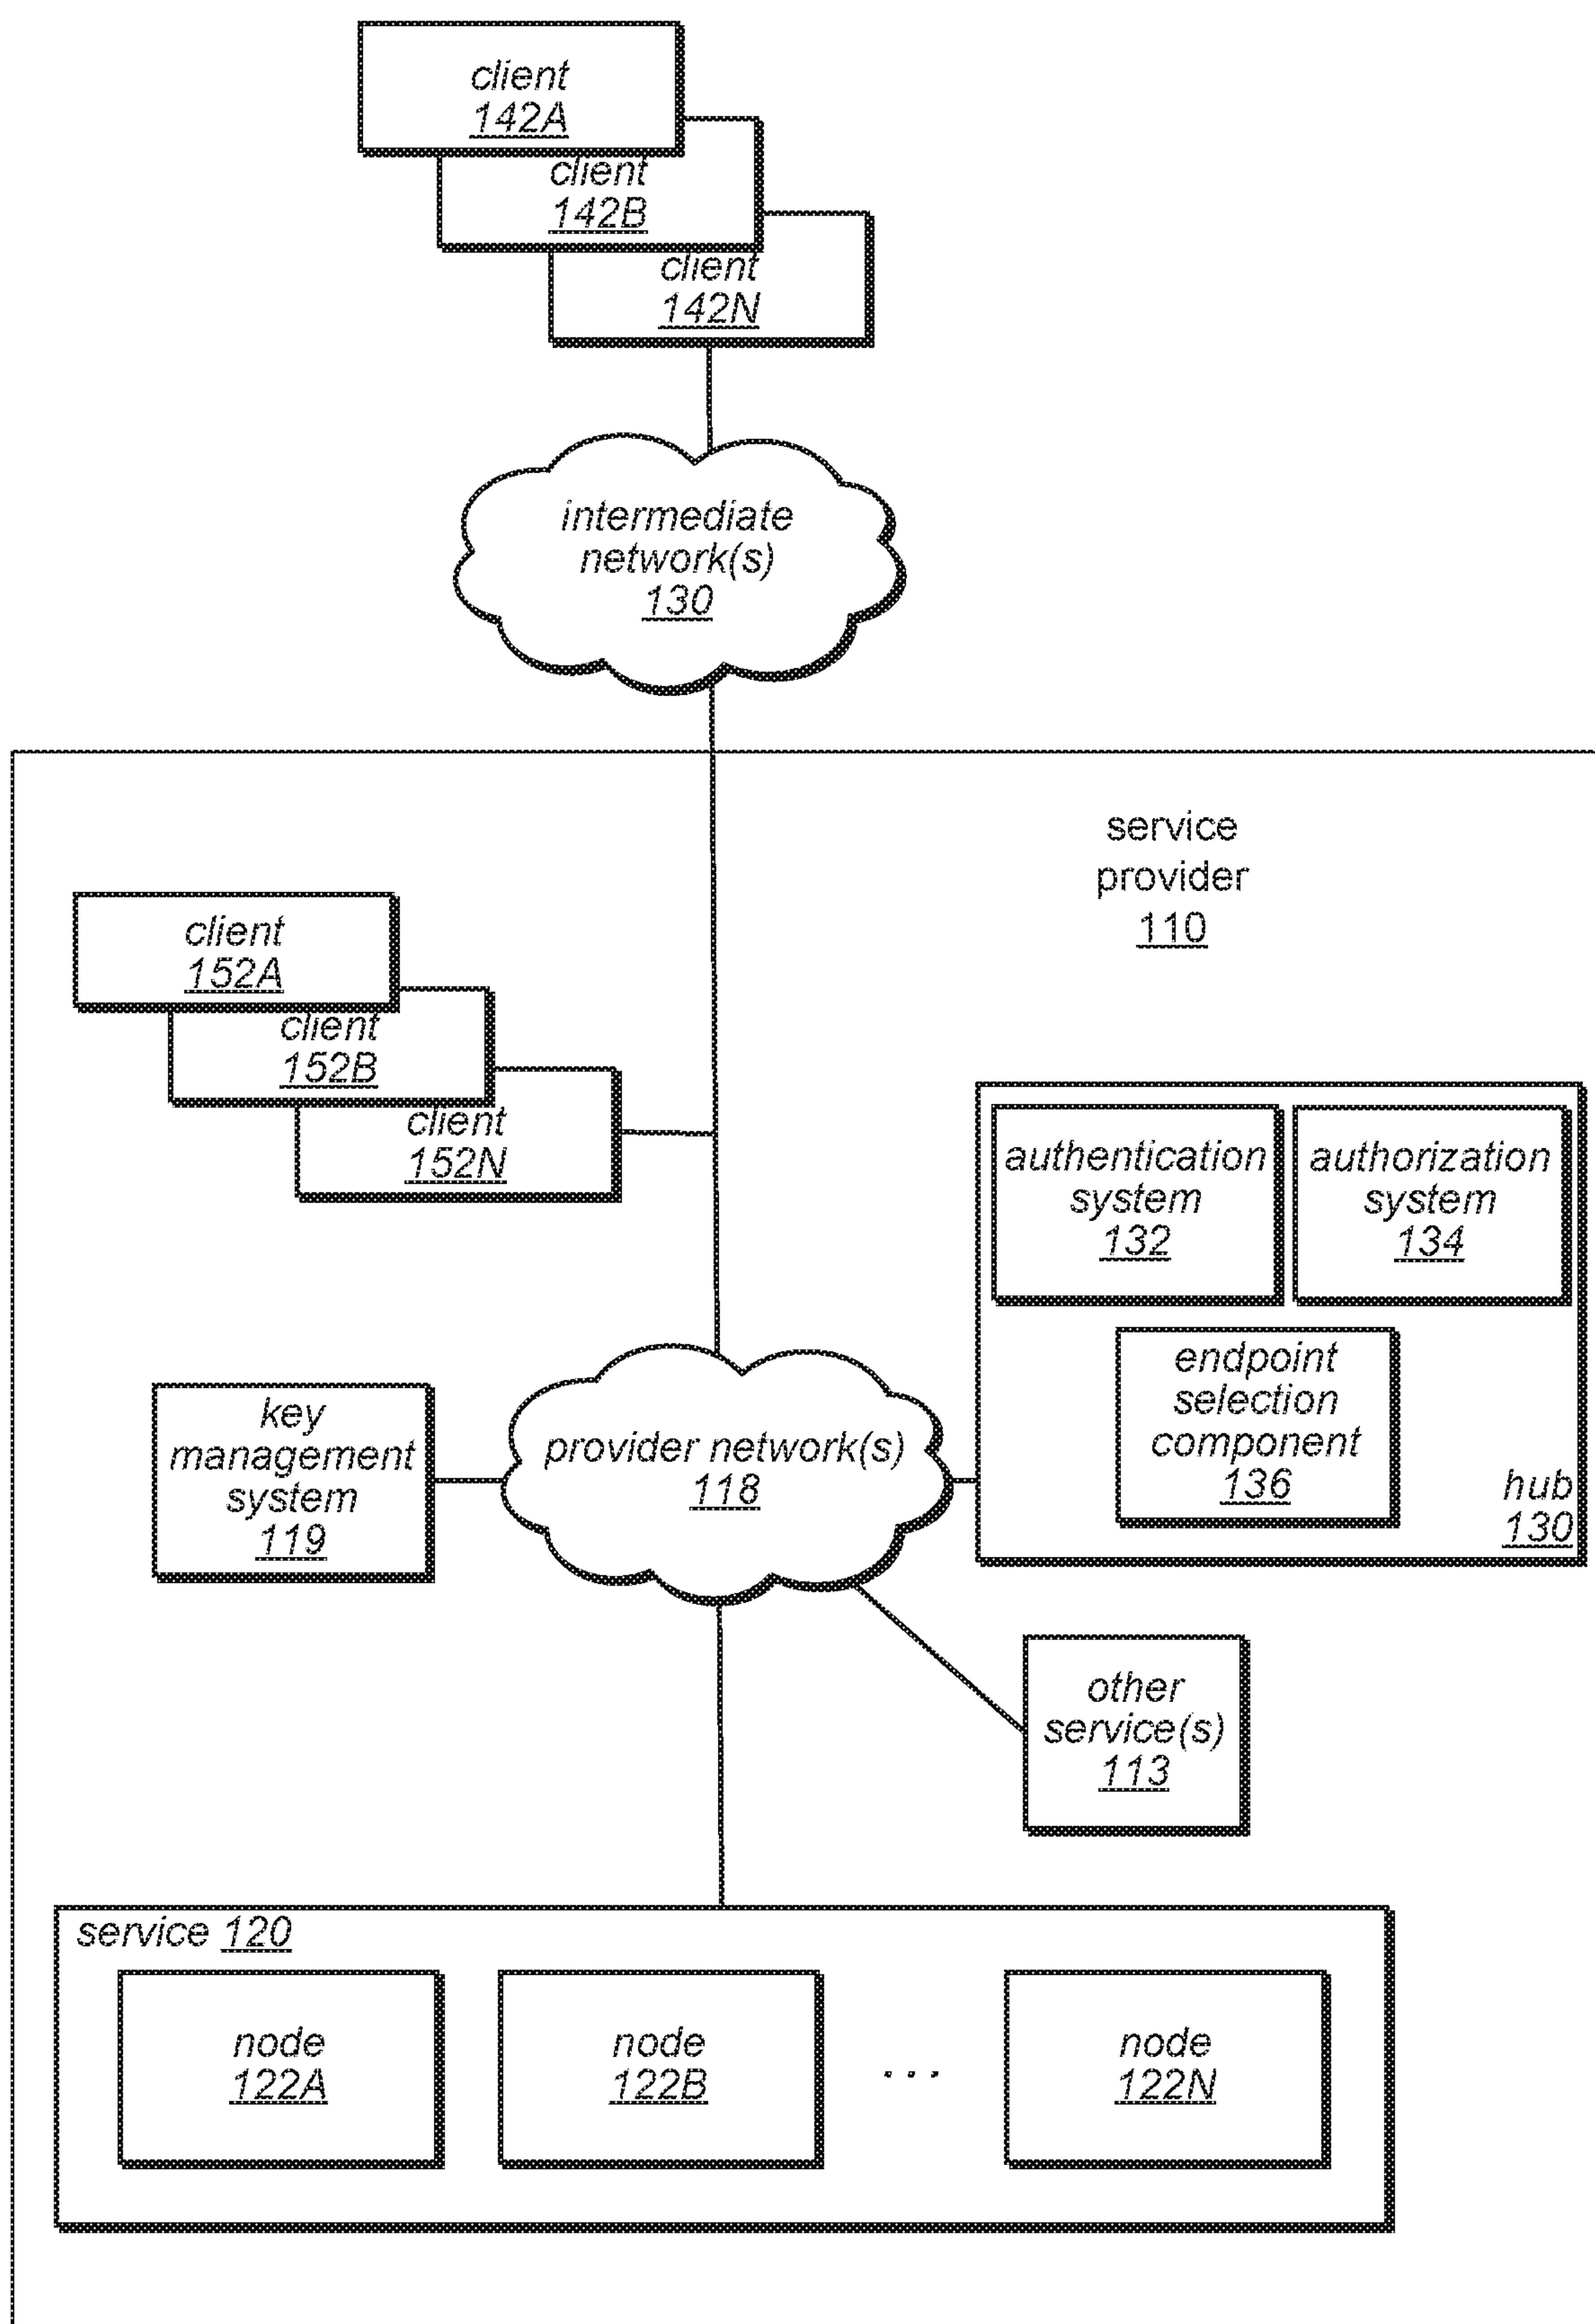 client
142A
client
142B
client
142N
intermediate
network(s)
130
service
provider
110
client
152A
client
152B
client
152N
authentication
system
132
authorization
system
134
endpoint
selection
component
136
hub
130
key
management
system
119
provider network(s)
118
other
service(s)
113
service 120
node
122A
node
122B
. . .
node
122N